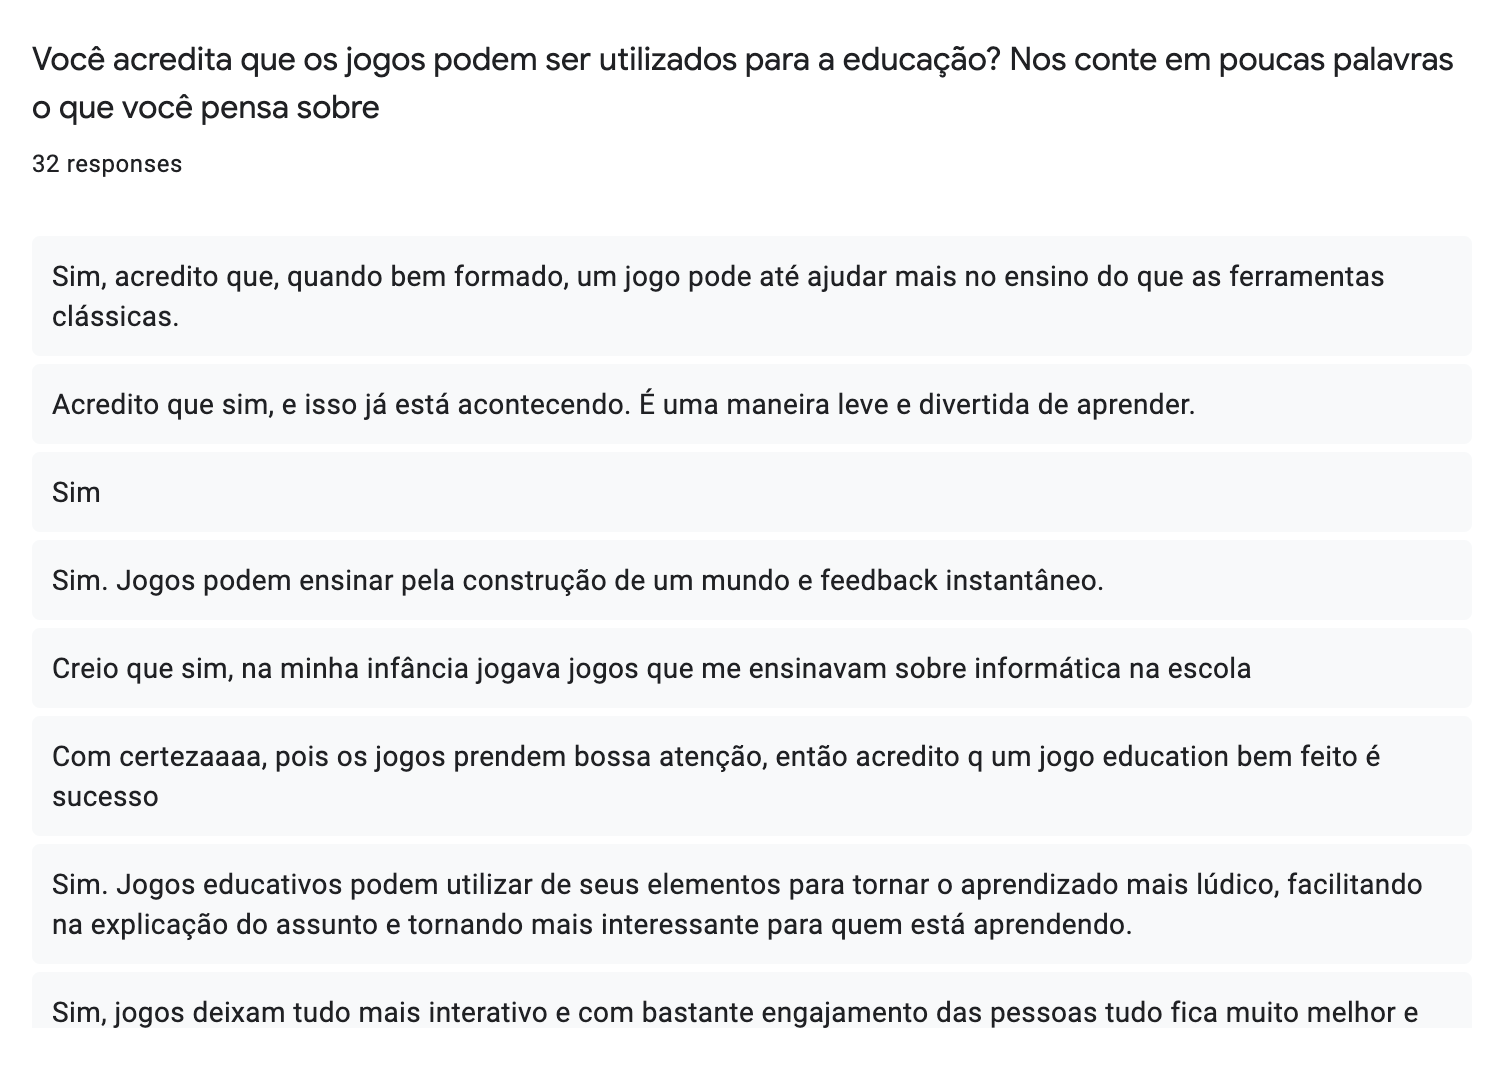 Você acredita que os jogos podem ser utilizados para a educação? Nos conte em poucas palavras
o que você pensa sobre
32 responses
Sim, acredito que, quando bem formado, um jogo pode até ajudar mais no ensino do que as ferramentas
clássicas.
Acredito que sim, e isso já está acontecendo. É uma maneira leve e divertida de aprender.
Sim
Sim. Jogos podem ensinar pela construção de um mundo e feedback instantâneo.
Creio que sim, na minha infância jogava jogos que me ensinavam sobre informática na escola
Com certezaaaa, pois os jogos prendem bossa atenção, então acredito q um jogo education bem feito é
sucesso
Sim. Jogos educativos podem utilizar de seus elementos para tornar o aprendizado mais lúdico, facilitando
na explicação do assunto e tornando mais interessante para quem está aprendendo.
Sim, jogos deixam tudo mais interativo e com bastante engajamento das pessoas tudo fica muito melhor e